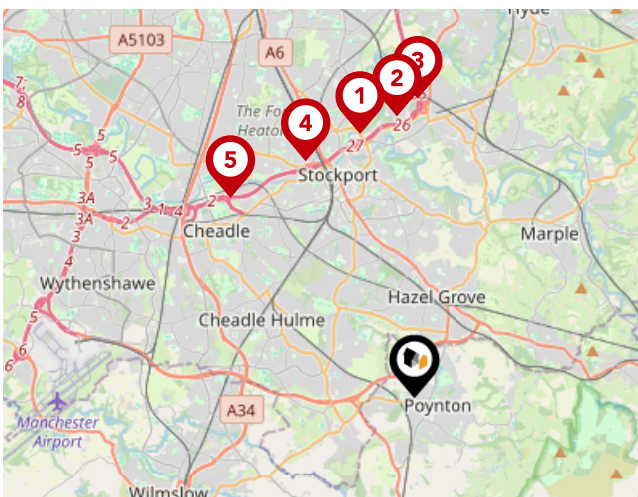 Hyde
A5103
A6
3
2
1
7;
8
The Fo
Heato
4
26
27
5
5
5
5
Stockport
3
1
4
2
3A
3A
2
Cheadle
Marple
3
4
Wythenshawe
Hazel Grove
5
Cheadle Hulme
6
6
Poynton
A34
Manchester
Airport
Wilmslow